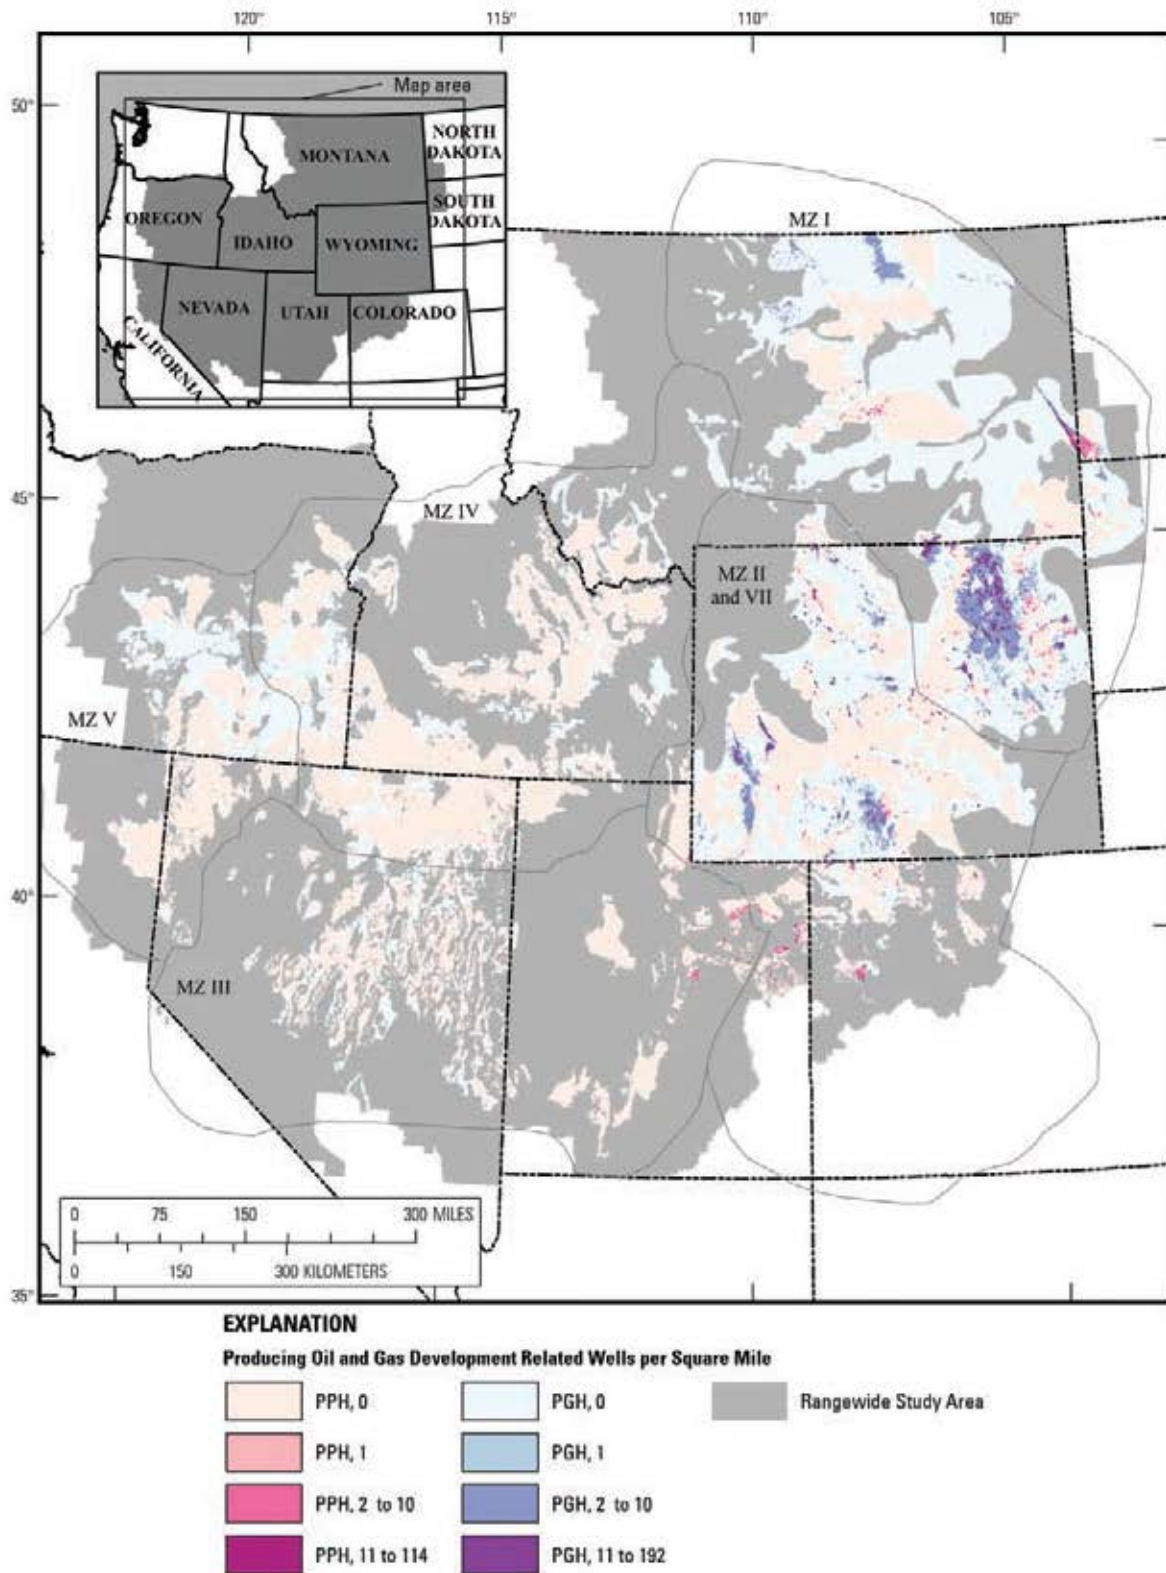 120°
115°
110°
105°
50°
Map area
NORTH
DAKOTA
MONTANA
SOUTH
DAKOTA
OREGON
IDAHO
WYOMING
NEVADA
UTAH
COLORADO
CALIFORNIA
MZ I
45°
MZ IV
MZ II
and VII
MZ V
40°
MZ III
0 75 150 300 MILES
0 150 300 KILOMETERS
35°
EXPLANATION
Producing Oil and Gas Development Related Wells per Square Mile
PPH, 0 PGH, 0 Rangewide Study Area
PPH, 1 PGH, 1
PPH, 2 to 10 PGH, 2 to 10
PPH, 11 to 114 PGH, 11 to 192